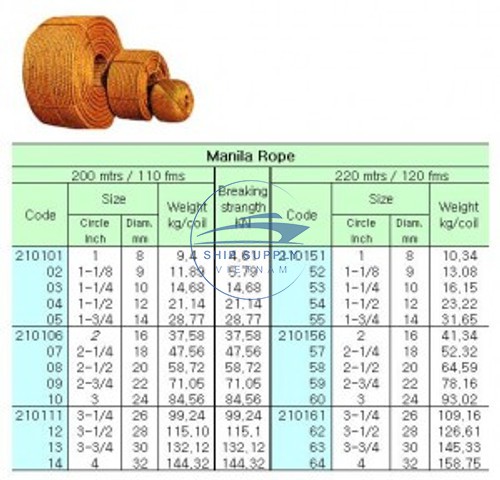 Manila Rope
200 mtrs / 110 fms Breaking strangth KN 220 mtrs / 120 fms
Code Size Weight kg/coil Code Size Weight kg/coil
Circle inch Diam. mm Circle inch Diam. mm
SHIP SUPPLY
VIETNAM
210101 1 8 9,4 4,6 210151 1 8 10,34
02 1-1/8 9 11,89 5,79 52 1-1/8 9 13,08
03 1-1/4 10 14,68 14,68 53 1-1/4 10 16,15
04 1-1/2 12 21,14 21,14 54 1-1/2 12 23,22
05 1-3/4 14 28,77 28,77 55 1-3/4 14 31,65
210106 2 16 37,58 37,58 210156 2 16 41,34
07 2-1/4 18 47,56 47,56 57 2-1/4 18 52,32
08 2-1/2 20 58,72 58,72 58 2-1/2 20 64,59
09 2-3/4 22 71,05 71,05 59 2-3/4 22 78,16
10 3 24 84,56 84,56 60 3 24 93,02
210111 3-1/4 26 99,24 99,24 210161 3-1/4 26 109,16
12 3-1/2 28 115,10 115,1 62 3-1/2 28 126,61
13 3-3/4 30 132,12 132,12 63 3-3/4 30 145,33
14 4 32 144,32 144,32 64 4 32 158,75